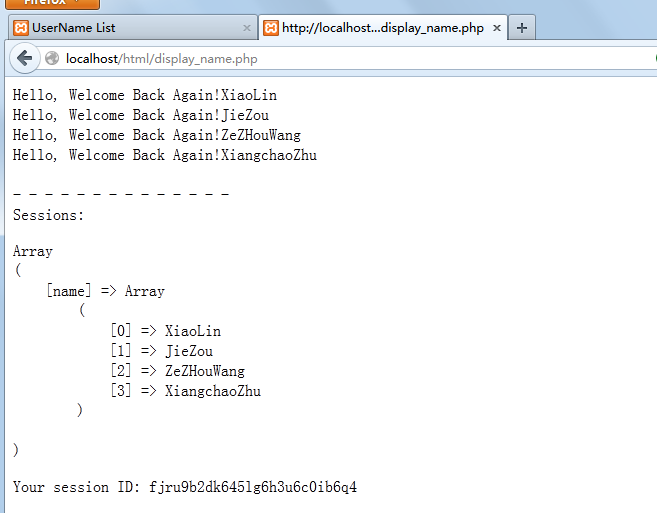 Firefox
UserName List
http://localhost...display_name.php
localhost/html/display_name.php
Hello, Welcome Back Again!XiaoLin
Hello, Welcome Back Again!JieZou
Hello, Welcome Back Again!ZeZHouWang
Hello, Welcome Back Again!XiangchaoZhu
- - - - - - - - - - - - - -
Sessions:
Array
(
[name] => Array
(
[0] => XiaoLin
[1] => JieZou
[2] => ZeZHouWang
[3] => XiangchaoZhu
)
)
Your session ID: fjru9b2dk645lg6h3u6c0ib6q4